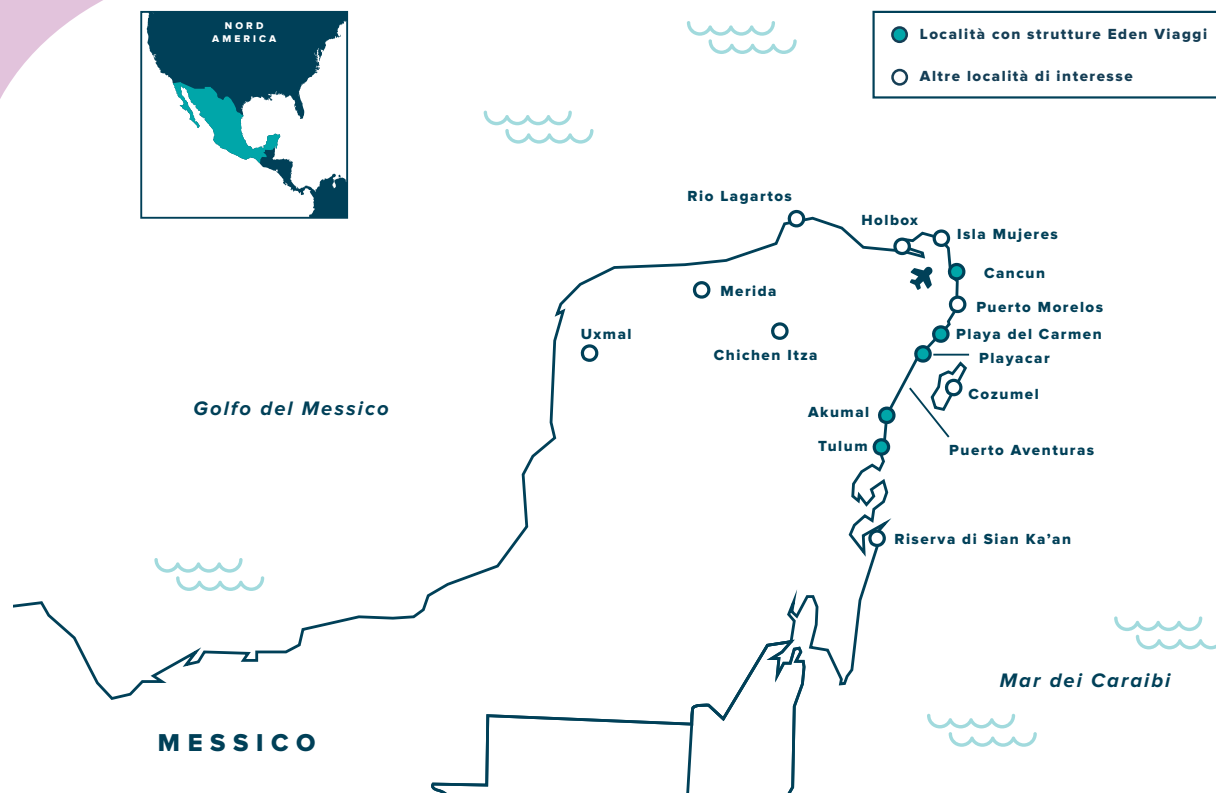 NORD
AMERICA
Località con strutture Eden Viaggi
Altre località di interesse
Rio Lagartos
Holbox
Isla Mujeres
Cancun
Merida
Puerto Morelos
Uxmal
Chichen Itza
Playa del Carmen
Playacar
Cozumel
Golfo del Messico
Akumal
Tulum
Puerto Aventuras
Riserva di Sian Ka’an
Mar dei Caraibi
MESSICO